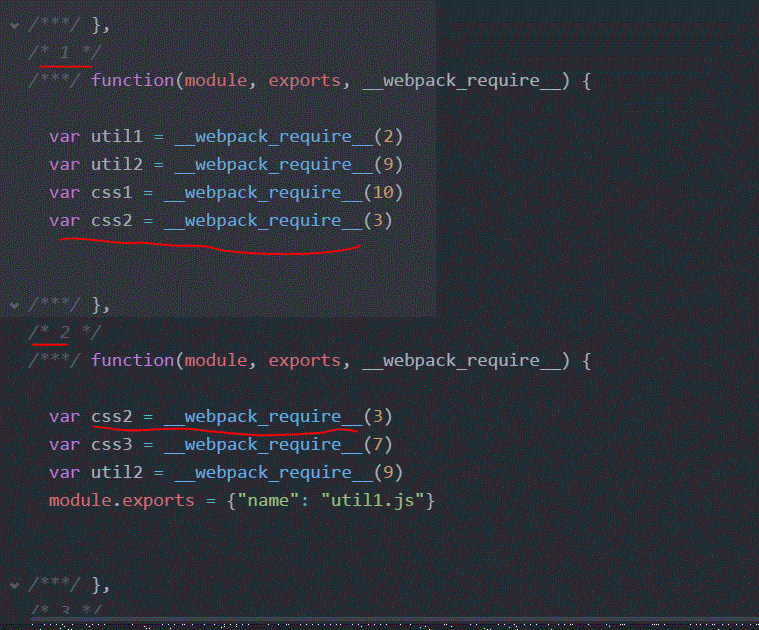 /***/ },
/* 1 */
/***/ function(module, exports, __webpack_require__) {
var util1 = __webpack_require__(2)
var util2 = __webpack_require__(9)
var css1 = __webpack_require__(10)
var css2 = __webpack_require__(3)
/***/ },
/* 2 */
/***/ function(module, exports, __webpack_require__) {
var css2 = __webpack_require__(3)
var css3 = __webpack_require__(7)
var util2 = __webpack_require__(9)
module.exports = {"name": "util1.js"}
/***/ },
/* 3 */